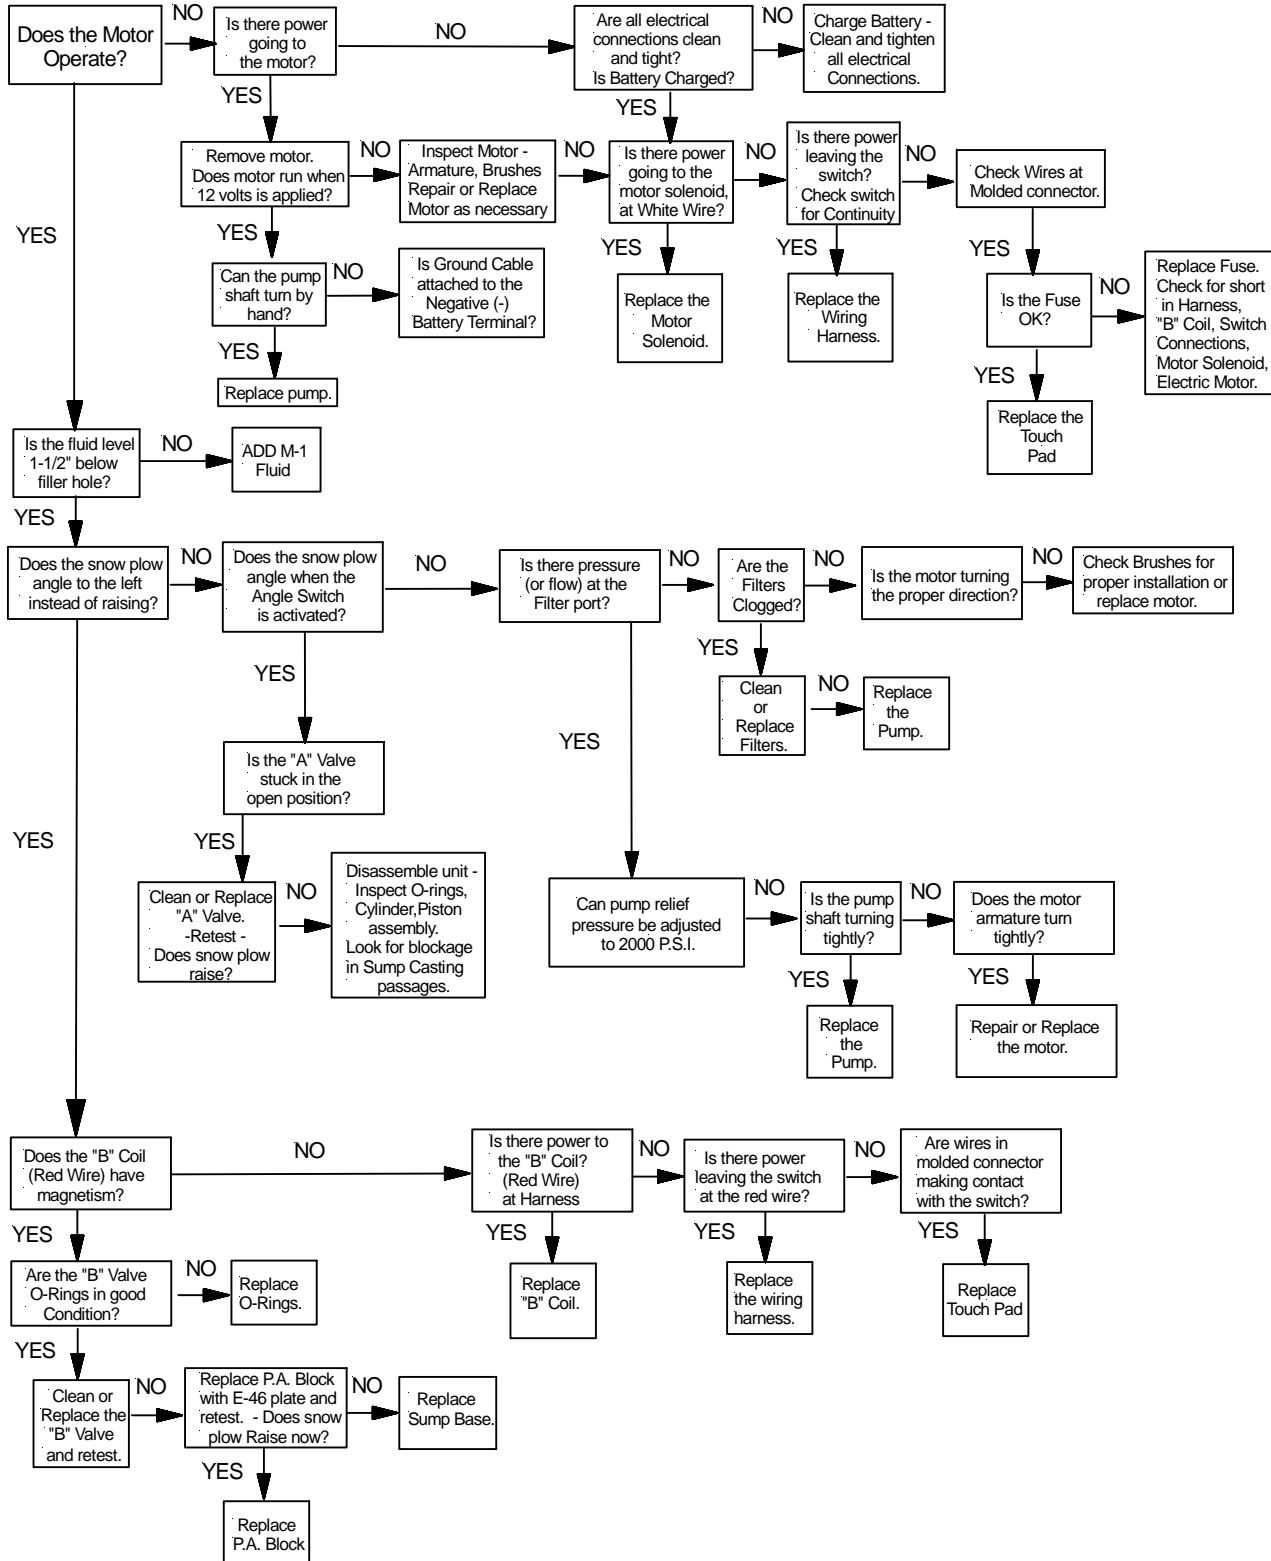 Does the Motor
Operate?
NO
Is there power
going to
the motor?
NO
Are all electrical
connections clean
and tight?
Is Battery Charged?
NO
Charge Battery -
Clean and tighten
all electrical
Connections.
YES
YES
Remove motor.
Does motor run when
12 volts is applied?
NO
Inspect Motor -
Armature, Brushes
Repair or Replace
Motor as necessary
NO
Is there power
going to the
motor solenoid,
at White Wire?
NO
Is there power
leaving the
switch?
Check switch
for Continuity
NO
Check Wires at
Molded connector.
YES
YES
YES
YES
YES
Can the pump
shaft turn by
hand?
NO
Is Ground Cable
attached to the
Negative (-)
Battery Terminal?
Replace the
Motor
Solenoid.
Replace the
Wiring
Harness.
Is the Fuse
OK?
NO
Replace Fuse.
Check for short
in Harness,
"B" Coil, Switch
Connections,
Motor Solenoid,
Electric Motor.
YES
Replace pump.
YES
Replace the
Touch
Pad
Is the fluid level
1-1/2" below
filler hole?
NO
ADD M-1
Fluid
YES
Does the snow plow
angle to the left
instead of raising?
NO
Does the snow plow
angle when the
Angle Switch
is activated?
NO
Is there pressure
(or flow) at the
Filter port?
NO
Are the
Filters
Clogged?
NO
Is the motor turning
the proper direction?
NO
Check Brushes for
proper installation or
replace motor.
YES
YES
Clean
or
Replace
Filters.
NO
Replace
the
Pump.
YES
YES
Is the "A" Valve
stuck in the
open position?
YES
Clean or Replace
"A" Valve.
-Retest -
Does snow plow
raise?
NO
Disassemble unit -
Inspect O-rings,
Cylinder,Piston
assembly.
Look for blockage
in Sump Casting
passages.
Can pump relief
pressure be adjusted
to 2000 P.S.I.
NO
Is the pump
shaft turning
tightly?
NO
Does the motor
armature turn
tightly?
YES
YES
Replace
the
Pump.
Repair or Replace
the motor.
Does the "B" Coil
(Red Wire) have
magnetism?
NO
Is there power to
the "B" Coil?
(Red Wire)
at Harness
NO
Is there power
leaving the switch
at the red wire?
NO
Are wires in
molded connector
making contact
with the switch?
YES
YES
YES
YES
Are the "B" Valve
O-Rings in good
Condition?
NO
Replace
O-Rings.
Replace
"B" Coil.
Replace
the wiring
harness.
Replace
Touch Pad
YES
Clean or
Replace the
"B" Valve
and retest.
NO
Replace P.A. Block
with E-46 plate and
retest. - Does snow
plow Raise now?
NO
Replace
Sump Base.
YES
Replace
P.A. Block